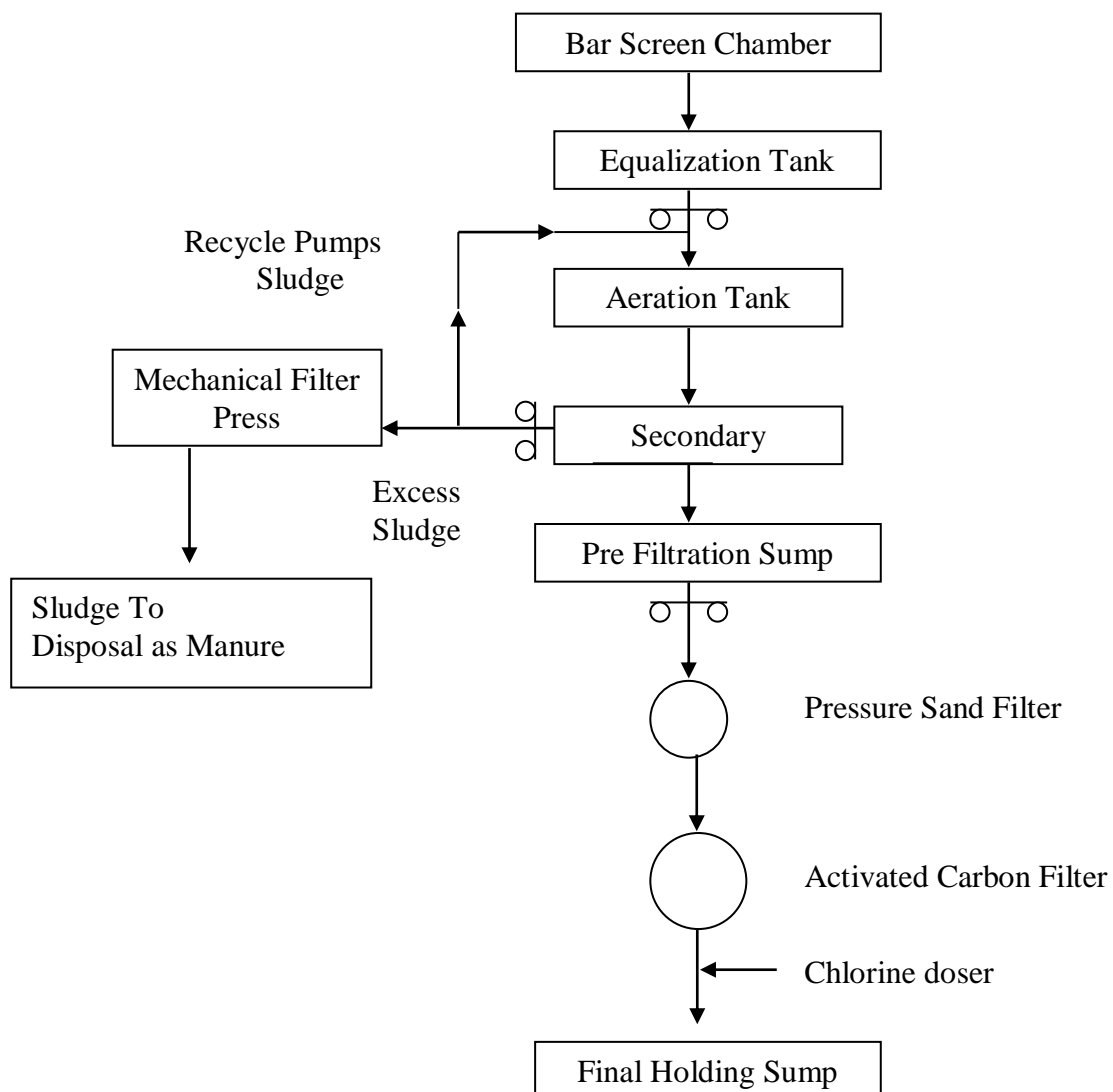 Bar Screen Chamber
Equalization Tank
Recycle Pumps
Sludge
Aeration Tank
Mechanical Filter
Press
Secondary
Excess
Sludge
Pre Filtration Sump
Sludge To
Disposal as Manure
Pressure Sand Filter
Activated Carbon Filter
Chlorine doser
Final Holding Sump